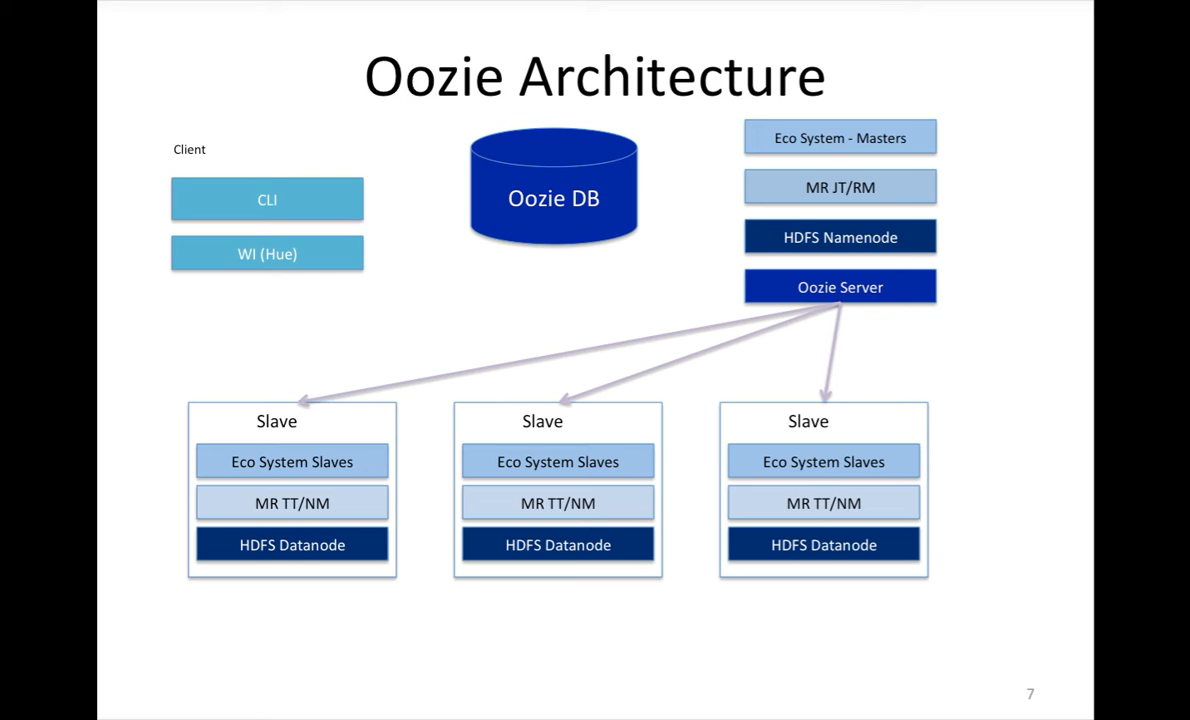 Oozie Architecture
Client
CLI
WI (Hue)
Oozie DB
Eco System - Masters
MR JT/RM
HDFS Namenode
Oozie Server
Slave
Eco System Slaves
MR TT/NM
HDFS Datanode
Slave
Eco System Slaves
MR TT/NM
HDFS Datanode
Slave
Eco System Slaves
MR TT/NM
HDFS Datanode
7